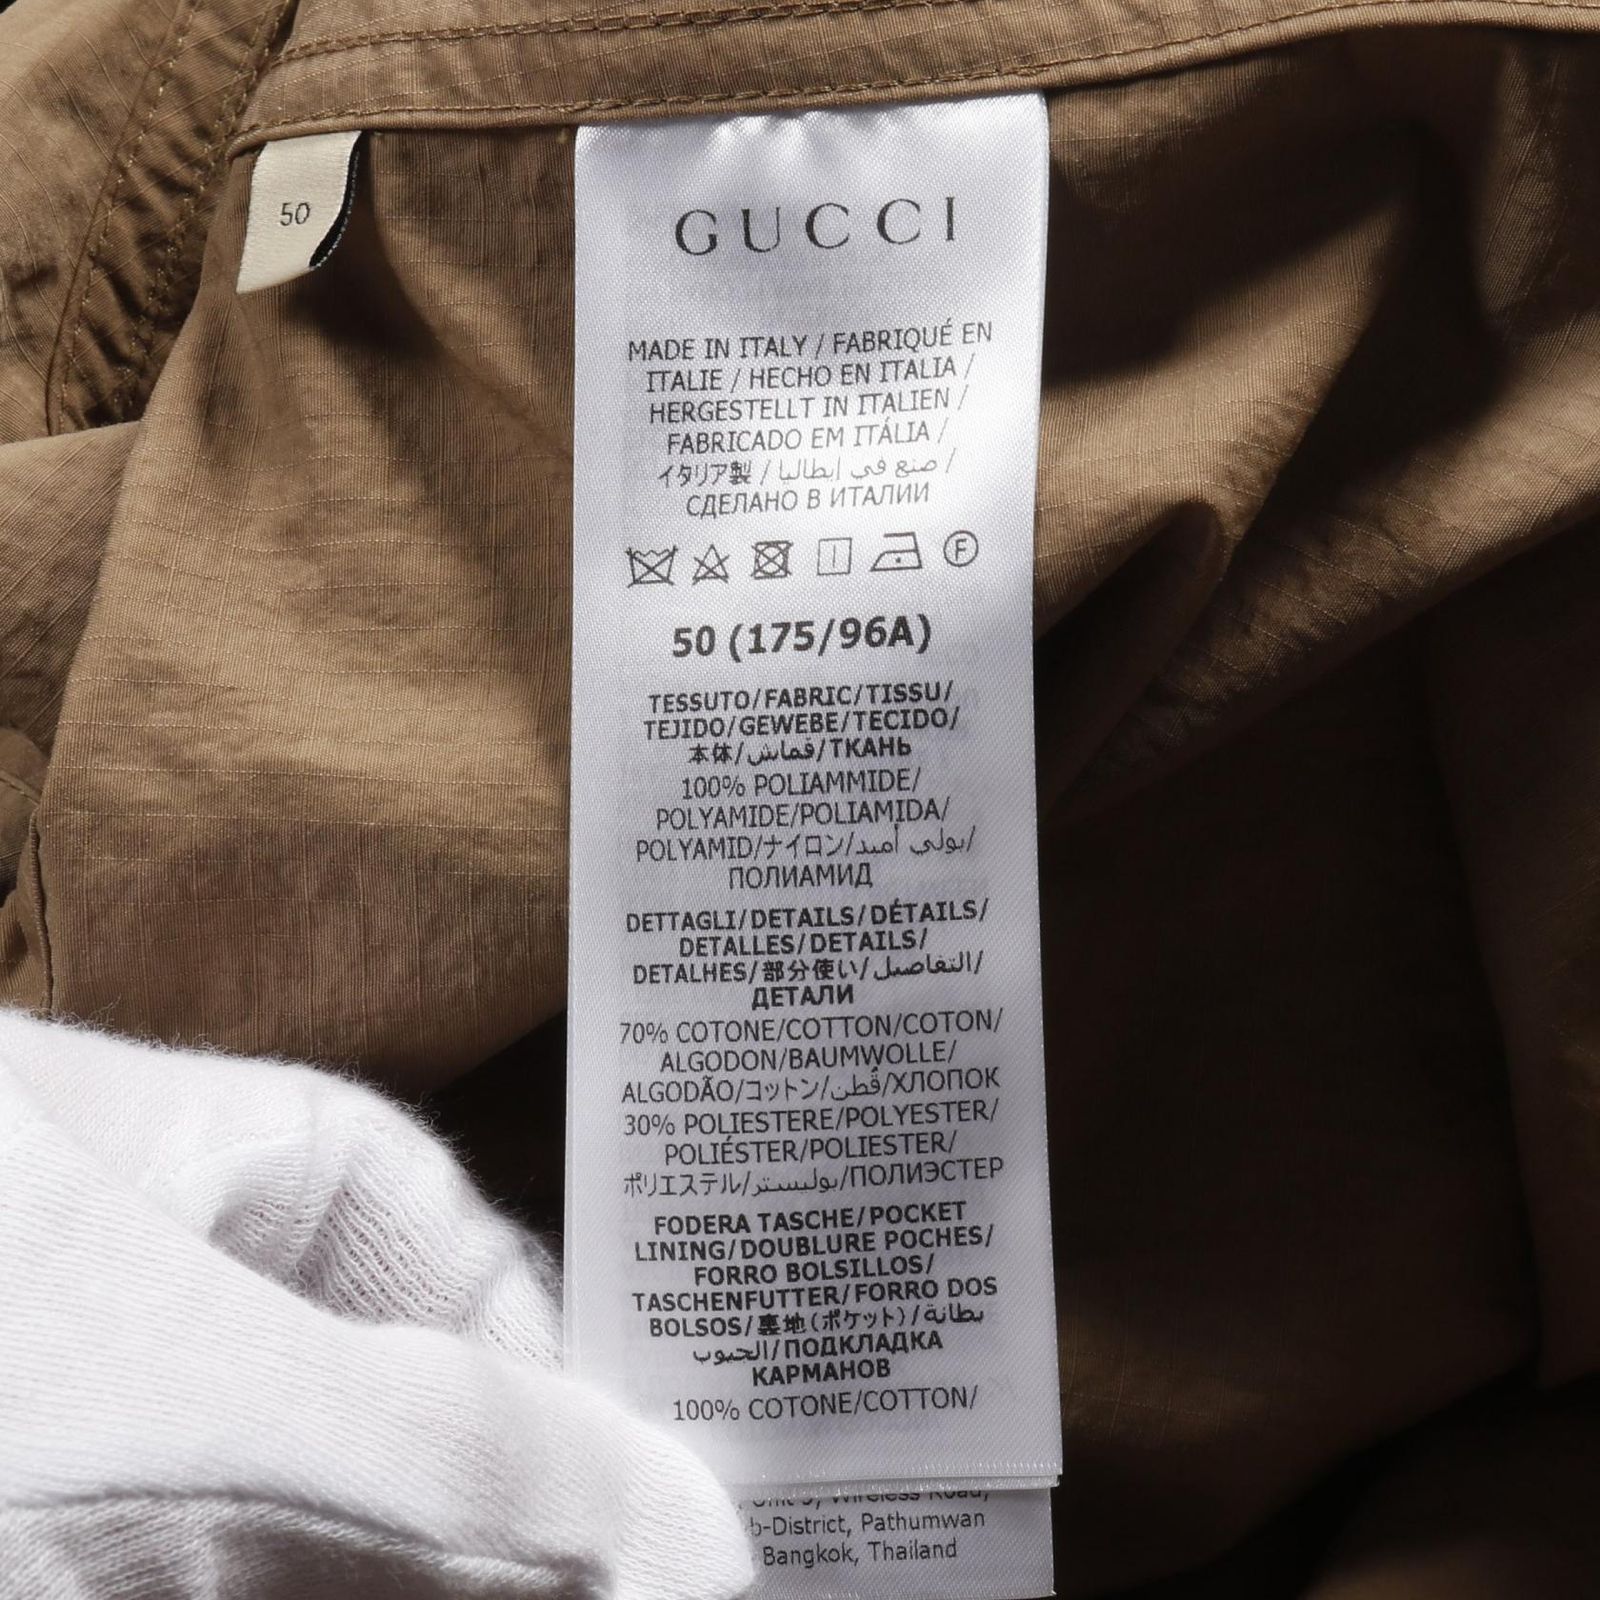 50
GUCCI
MADE IN ITALY / FABRIQUÉ EN
ITALIE / HECHO EN ITALIA /
HERGESTELLT IN ITALIEN /
FABRICADO EM ITÁLIA /
イタリア製 / صنع في إيطاليا /
СДЕЛАНО В ИТАЛИИ
F
50 (175/96A)
TESSUTO/FABRIC/TISSU/
TEJIDO/GEWEBE/TECIDO/
本体/قماش/ТКАНЬ
100% POLIAMMIDE/
POLYAMIDE/POLIAMIDA/
POLYAMID/ナイロン/بولي أميد/
ПОЛИАМИД
DETTAGLI/DETAILS/DÉTAILS/
DETALLES/DETAILS/
DETALHES/部分使い/التفاصيل/
ДЕТАЛИ
70% COTONE/COTTON/COTON/
ALGODON/BAUMWOLLE/
ALGODÃO/コットン/قُطن/ХЛОПОК
30% POLIESTERE/POLYESTER/
POLIÉSTER/POLIESTER/
ポリエステル/بوليستر/ПОЛИЭСТЕР
FODERA TASCHE/POCKET
LINING/DOUBLURE POCHES/
FORRO BOLSILLOS/
TASCHENFUTTER/FORRO DOS
BOLSOS/裏地(ポケット)/بطانة
الجيوب/ПОДКЛАДКА
КАРМАНОВ
100% COTONE/COTTON/
Wireless Road,
-District, Pathumwan
Bangkok, Thailand